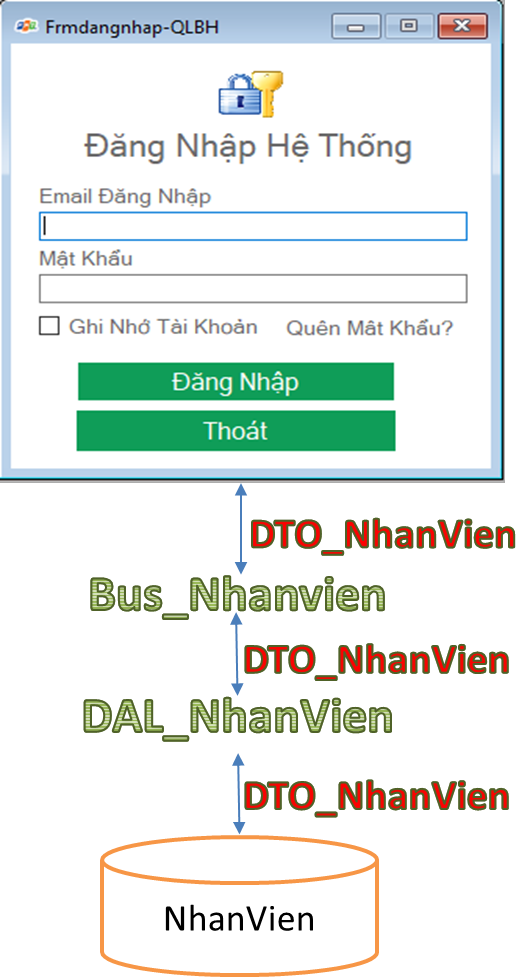 Frmdangnhap-QLBH
Đăng Nhập Hệ Thống
Email Đăng Nhập
Mật Khẩu
Ghi Nhớ Tài Khoản Quên Mât Khẩu?
Đăng Nhập
Thoát
DTO_NhanVien
Bus_Nhanvien
DTO_NhanVien
DAL_NhanVien
DTO_NhanVien
NhanVien